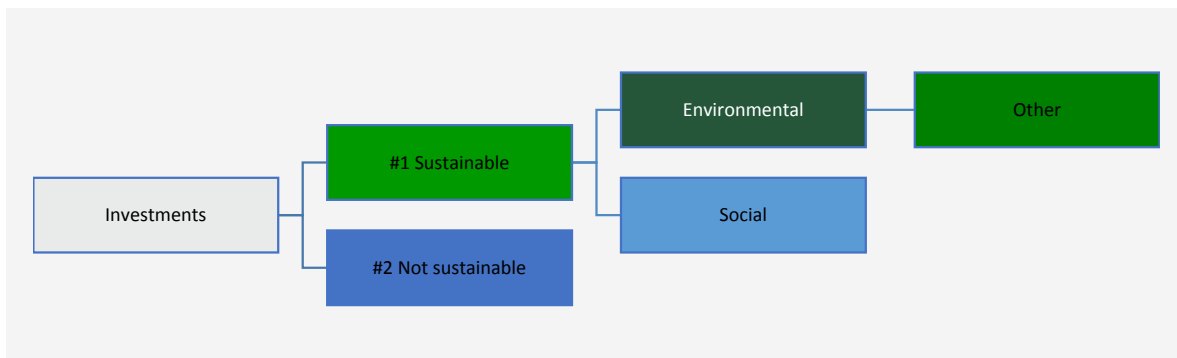 Environmental
Other
#1 Sustainable
Investments
Social
#2 Not sustainable